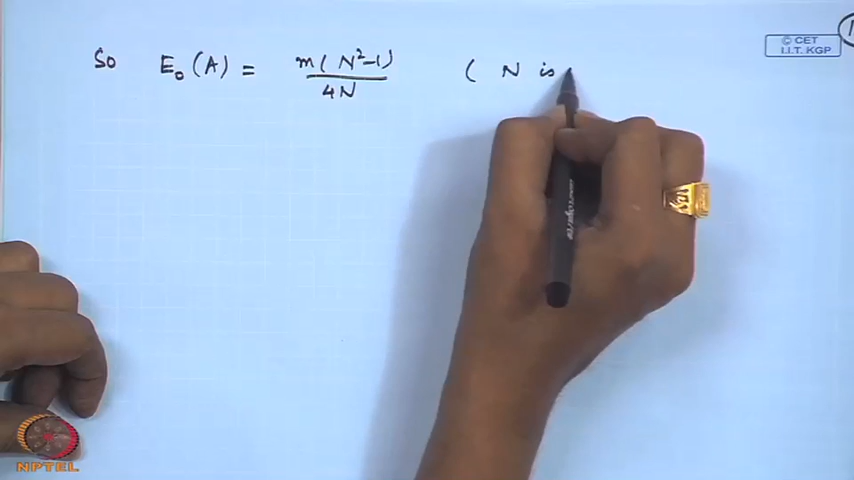 So E₀(A) = m(N²-1) / 4N ( N is
© CET
I.I.T. KGP
NPTEL